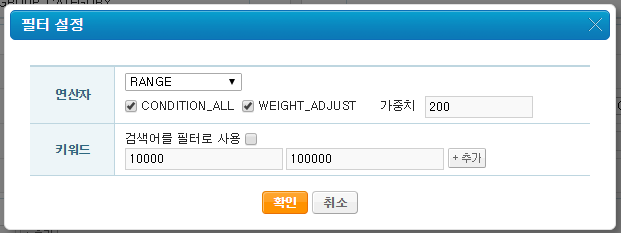 GROUP_CATEGORY
필터 설정
연산자
RANGE
CONDITION_ALL WEIGHT_ADJUST 가중치 200
키워드
검색어를 필터로 사용
10000 100000 + 추가
확인 취소